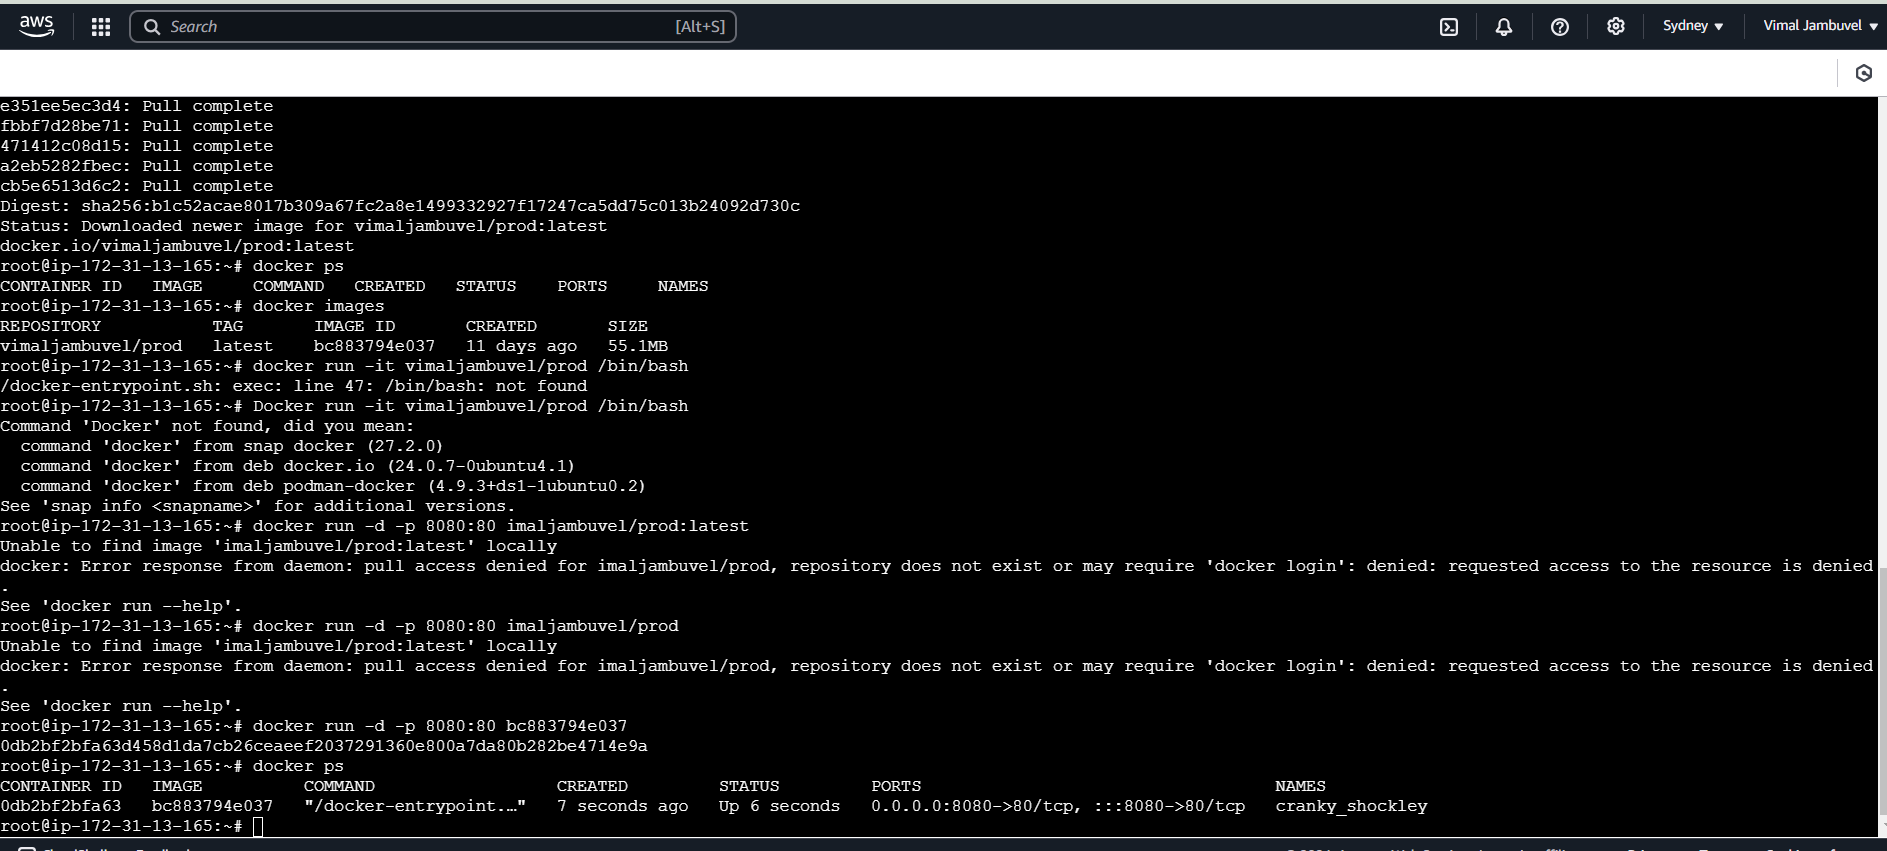 aws
Search [Alt+S]
Sydney ▼
Vimal Jambuvel ▼
e351ee5ec3d4: Pull complete
fbbf7d28be71: Pull complete
471412c08d15: Pull complete
a2eb5282fbec: Pull complete
cb5e6513d6c2: Pull complete
Digest: sha256:b1c52acae8017b309a67fc2a8e1499332927f17247ca5dd75c013b24092d730c
Status: Downloaded newer image for vimaljambuvel/prod:latest
docker.io/vimaljambuvel/prod:latest
root@ip-172-31-13-165:~# docker ps
CONTAINER ID   IMAGE     COMMAND   CREATED   STATUS    PORTS     NAMES
root@ip-172-31-13-165:~# docker images
REPOSITORY           TAG       IMAGE ID       CREATED       SIZE
vimaljambuvel/prod   latest    bc883794e037   11 days ago   55.1MB
root@ip-172-31-13-165:~# docker run -it vimaljambuvel/prod /bin/bash
/docker-entrypoint.sh: exec: line 47: /bin/bash: not found
root@ip-172-31-13-165:~# Docker run -it vimaljambuvel/prod /bin/bash
Command 'Docker' not found, did you mean:
  command 'docker' from snap docker (27.2.0)
  command 'docker' from deb docker.io (24.0.7-0ubuntu4.1)
  command 'docker' from deb podman-docker (4.9.3+ds1-1ubuntu0.2)
See 'snap info <snapname>' for additional versions.
root@ip-172-31-13-165:~# docker run -d -p 8080:80 imaljambuvel/prod:latest
Unable to find image 'imaljambuvel/prod:latest' locally
docker: Error response from daemon: pull access denied for imaljambuvel/prod, repository does not exist or may require 'docker login': denied: requested access to the resource is denied
.
See 'docker run --help'.
root@ip-172-31-13-165:~# docker run -d -p 8080:80 imaljambuvel/prod
Unable to find image 'imaljambuvel/prod:latest' locally
docker: Error response from daemon: pull access denied for imaljambuvel/prod, repository does not exist or may require 'docker login': denied: requested access to the resource is denied
.
See 'docker run --help'.
root@ip-172-31-13-165:~# docker run -d -p 8080:80 bc883794e037
0db2bf2bfa63d458d1da7cb26ceaeef2037291360e800a7da80b282be4714e9a
root@ip-172-31-13-165:~# docker ps
CONTAINER ID   IMAGE          COMMAND                  CREATED         STATUS         PORTS                                   NAMES
0db2bf2bfa63   bc883794e037   "/docker-entrypoint.…"   7 seconds ago   Up 6 seconds   0.0.0.0:8080->80/tcp, :::8080->80/tcp   cranky_shockley
root@ip-172-31-13-165:~#